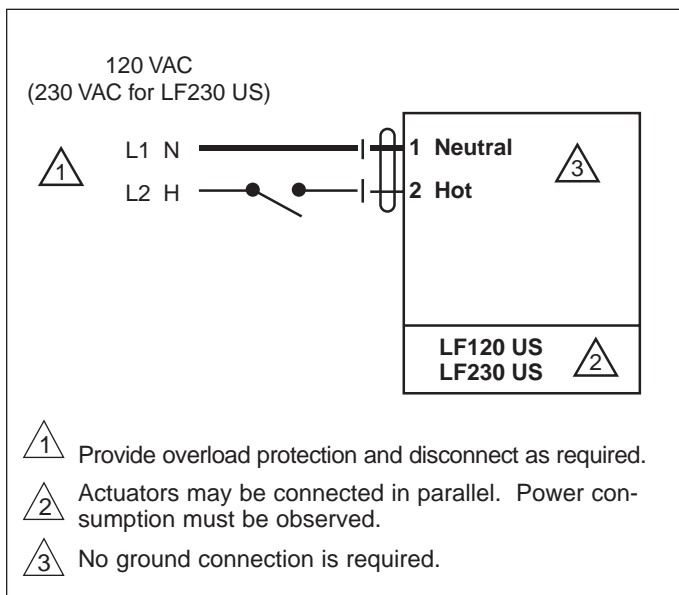 120 VAC
(230 VAC for LF230 US)
1
L1 N
1 Neutral
3
L2 H
2 Hot
LF120 US
LF230 US
2
1 Provide overload protection and disconnect as required.
2 Actuators may be connected in parallel. Power con-
sumption must be observed.
3 No ground connection is required.